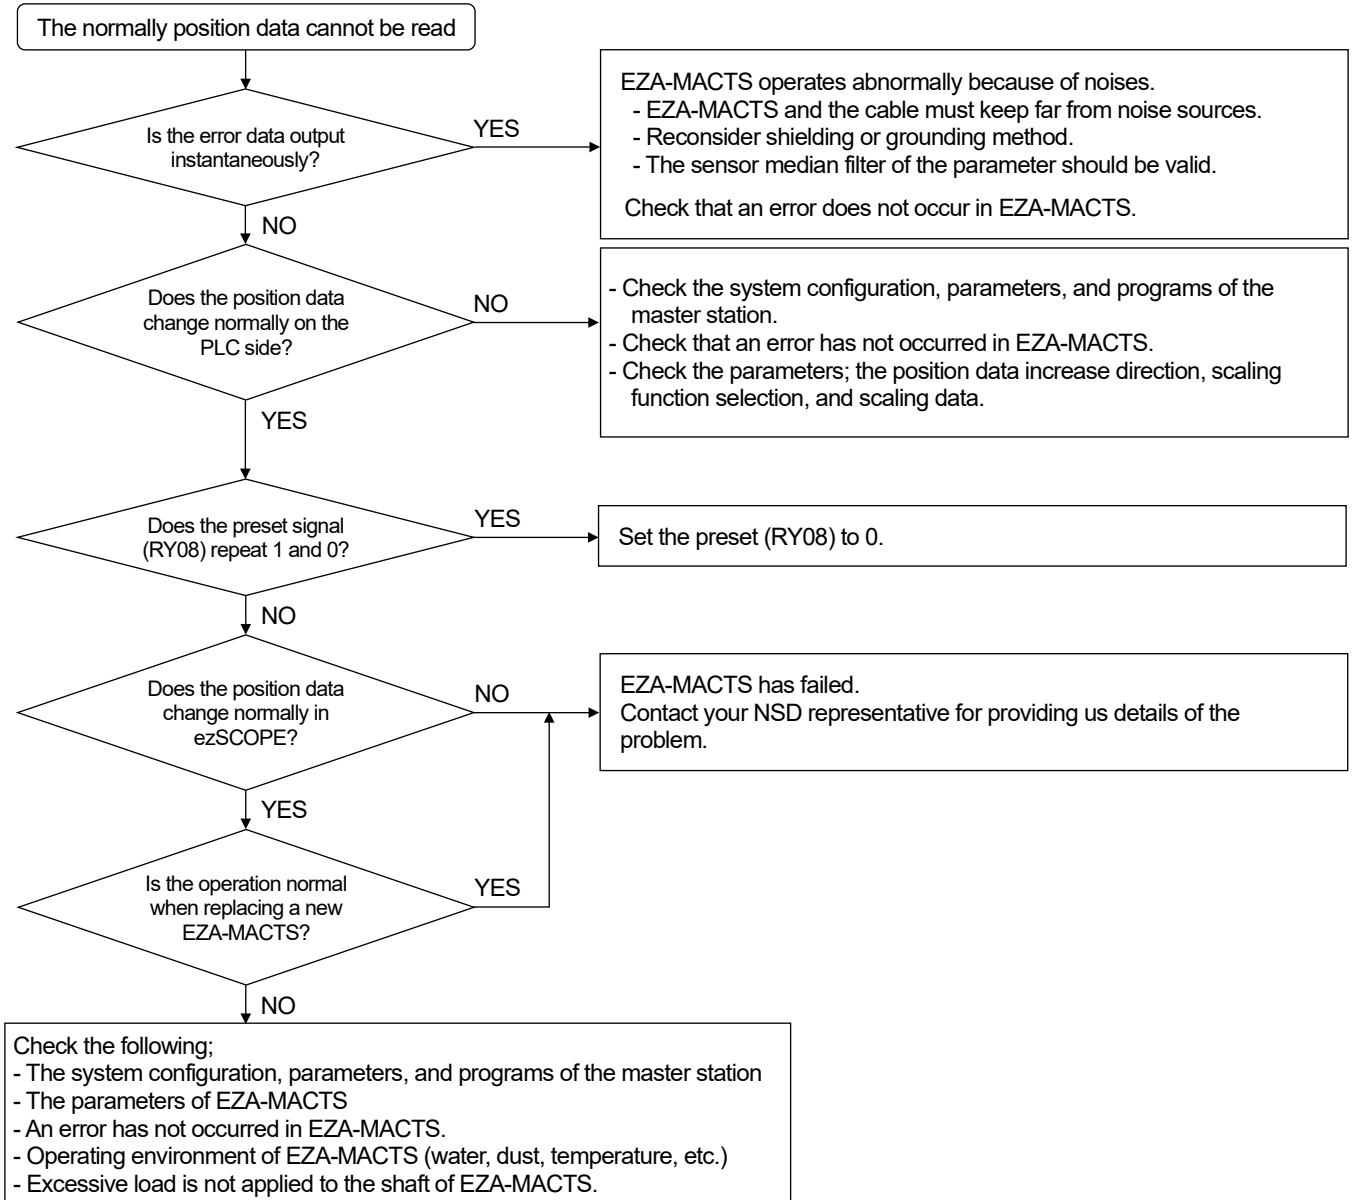 The normally position data cannot be read
Is the error data output
instantaneously?
YES
EZA-MACTS operates abnormally because of noises.
- EZA-MACTS and the cable must keep far from noise sources.
- Reconsider shielding or grounding method.
- The sensor median filter of the parameter should be valid.
Check that an error does not occur in EZA-MACTS.
NO
Does the position data
change normally on the
PLC side?
NO
- Check the system configuration, parameters, and programs of the
master station.
- Check that an error has not occurred in EZA-MACTS.
- Check the parameters; the position data increase direction, scaling
function selection, and scaling data.
YES
Does the preset signal
(RY08) repeat 1 and 0?
YES
Set the preset (RY08) to 0.
NO
Does the position data
change normally in
ezSCOPE?
NO
EZA-MACTS has failed.
Contact your NSD representative for providing us details of the
problem.
YES
Is the operation normal
when replacing a new
EZA-MACTS?
YES
NO
Check the following;
- The system configuration, parameters, and programs of the master station
- The parameters of EZA-MACTS
- An error has not occurred in EZA-MACTS.
- Operating environment of EZA-MACTS (water, dust, temperature, etc.)
- Excessive load is not applied to the shaft of EZA-MACTS.